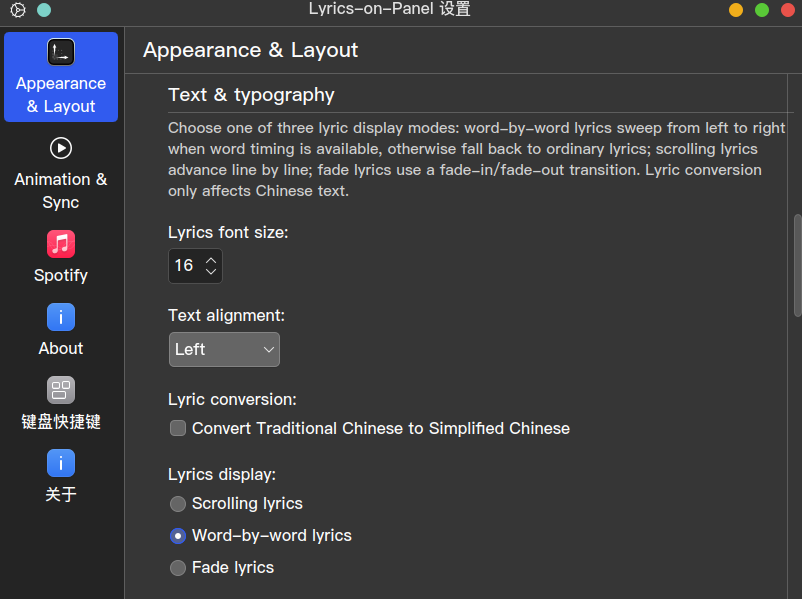 Lyrics-on-Panel 设置
Appearance
& Layout
Animation &
Sync
Spotify
About
键盘快捷键
关于
Appearance & Layout
Text & typography
Choose one of three lyric display modes: word-by-word lyrics sweep from left to right
when word timing is available, otherwise fall back to ordinary lyrics; scrolling lyrics
advance line by line; fade lyrics use a fade-in/fade-out transition. Lyric conversion
only affects Chinese text.
Lyrics font size:
16
Text alignment:
Left
Lyric conversion:
Convert Traditional Chinese to Simplified Chinese
Lyrics display:
Scrolling lyrics
Word-by-word lyrics
Fade lyrics